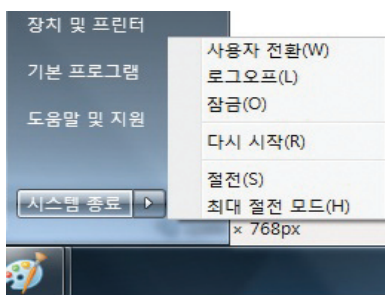 장치 및 프린터
기본 프로그램
도움말 및 지원
시스템 종료
사용자 전환(W)
로그오프(L)
잠금(O)
다시 시작(R)
절전(S)
최대 절전 모드(H)
× 768px